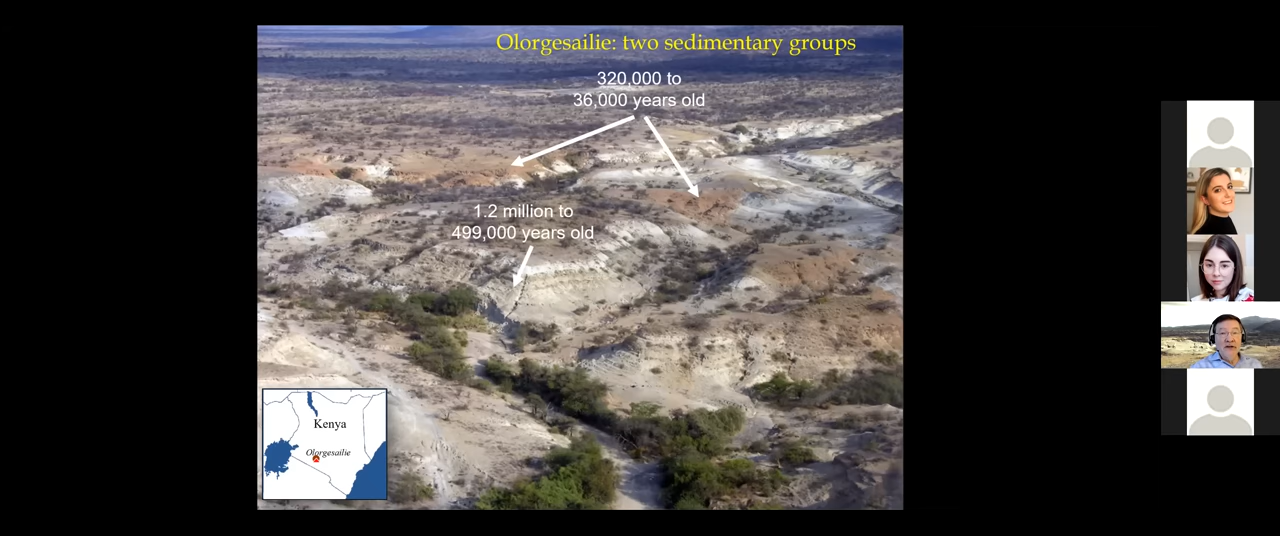 Olorgesailie: two sedimentary groups
320,000 to
36,000 years old
1.2 million to
499,000 years old
Kenya
Olorgesailie